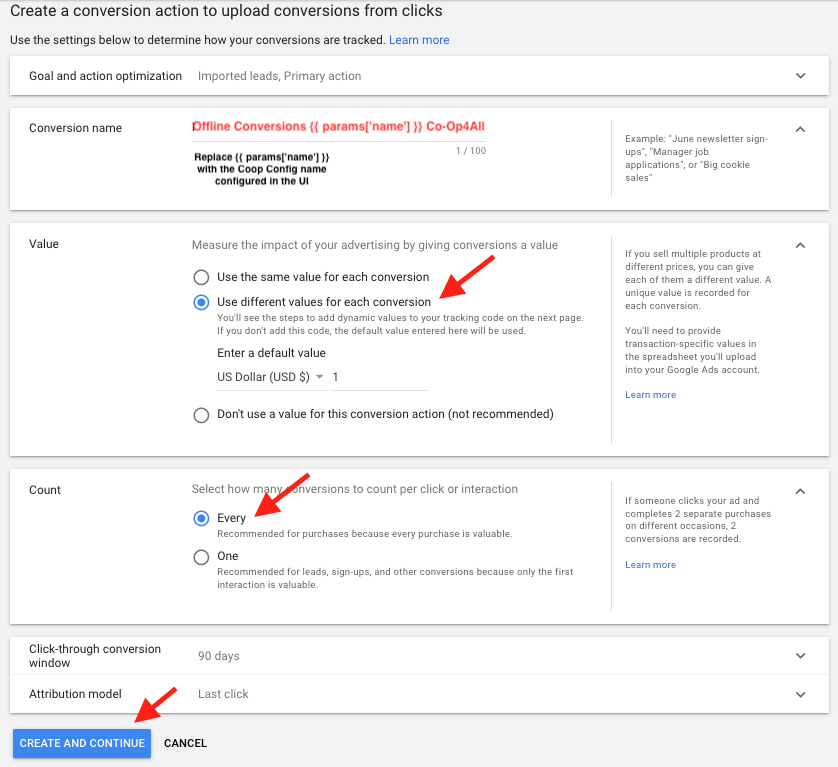 Create a conversion action to upload conversions from clicks
Use the settings below to determine how your conversions are tracked. Learn more
Goal and action optimization
Imported leads, Primary action
Conversion name
Offline Conversions {{ params['name'] }} Co-Op4All
1 / 100
Replace {{ params['name'] }}
with the Coop Config name
configured in the UI
Example: "June newsletter sign-
ups", "Manager job
applications", or "Big cookie
sales"
Value
Measure the impact of your advertising by giving conversions a value
Use the same value for each conversion
Use different values for each conversion
You'll see the steps to add dynamic values to your tracking code on the next page.
If you don't add this code, the default value entered here will be used.
Enter a default value
US Dollar (USD $)
1
Don't use a value for this conversion action (not recommended)
If you sell multiple products at
different prices, you can give
each of them a different value. A
unique value is recorded for
each conversion.
You'll need to provide
transaction-specific values in
the spreadsheet you'll upload
into your Google Ads account.
Learn more
Count
Select how many conversions to count per click or interaction
Every
Recommended for purchases because every purchase is valuable.
One
Recommended for leads, sign-ups, and other conversions because only the first
interaction is valuable.
If someone clicks your ad and
completes 2 separate purchases
on different occasions, 2
conversions are recorded.
Learn more
Click-through conversion
window
90 days
Attribution model
Last click
CREATE AND CONTINUE
CANCEL